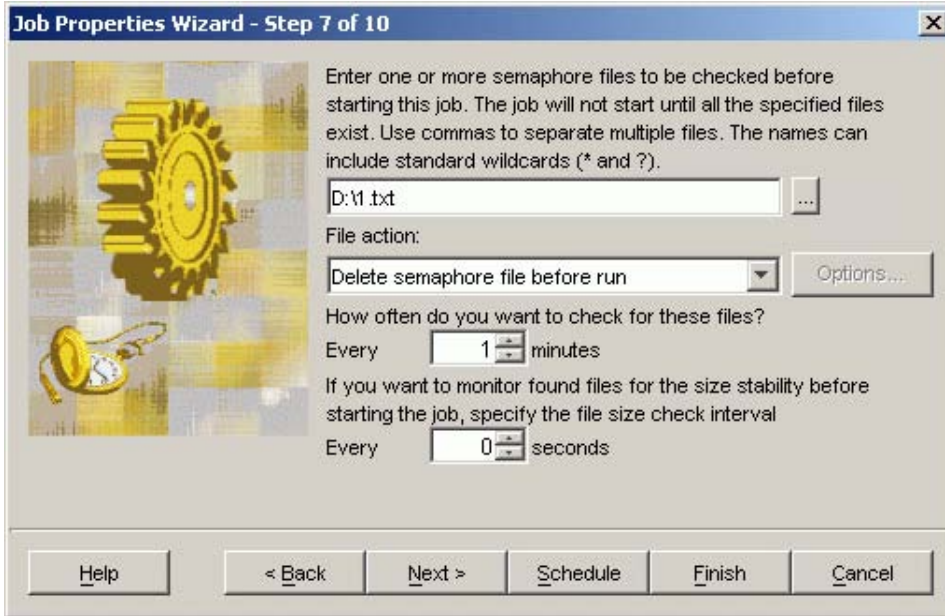 Job Properties Wizard - Step 7 of 10
Enter one or more semaphore files to be checked before
starting this job. The job will not start until all the specified files
exist. Use commas to separate multiple files. The names can
include standard wildcards (* and ?).
D:\1.txt
...
File action:
Delete semaphore file before run
Options...
How often do you want to check for these files?
Every 1 minutes
If you want to monitor found files for the size stability before
starting the job, specify the file size check interval
Every 0 seconds
Help
< Back
Next >
Schedule
Finish
Cancel